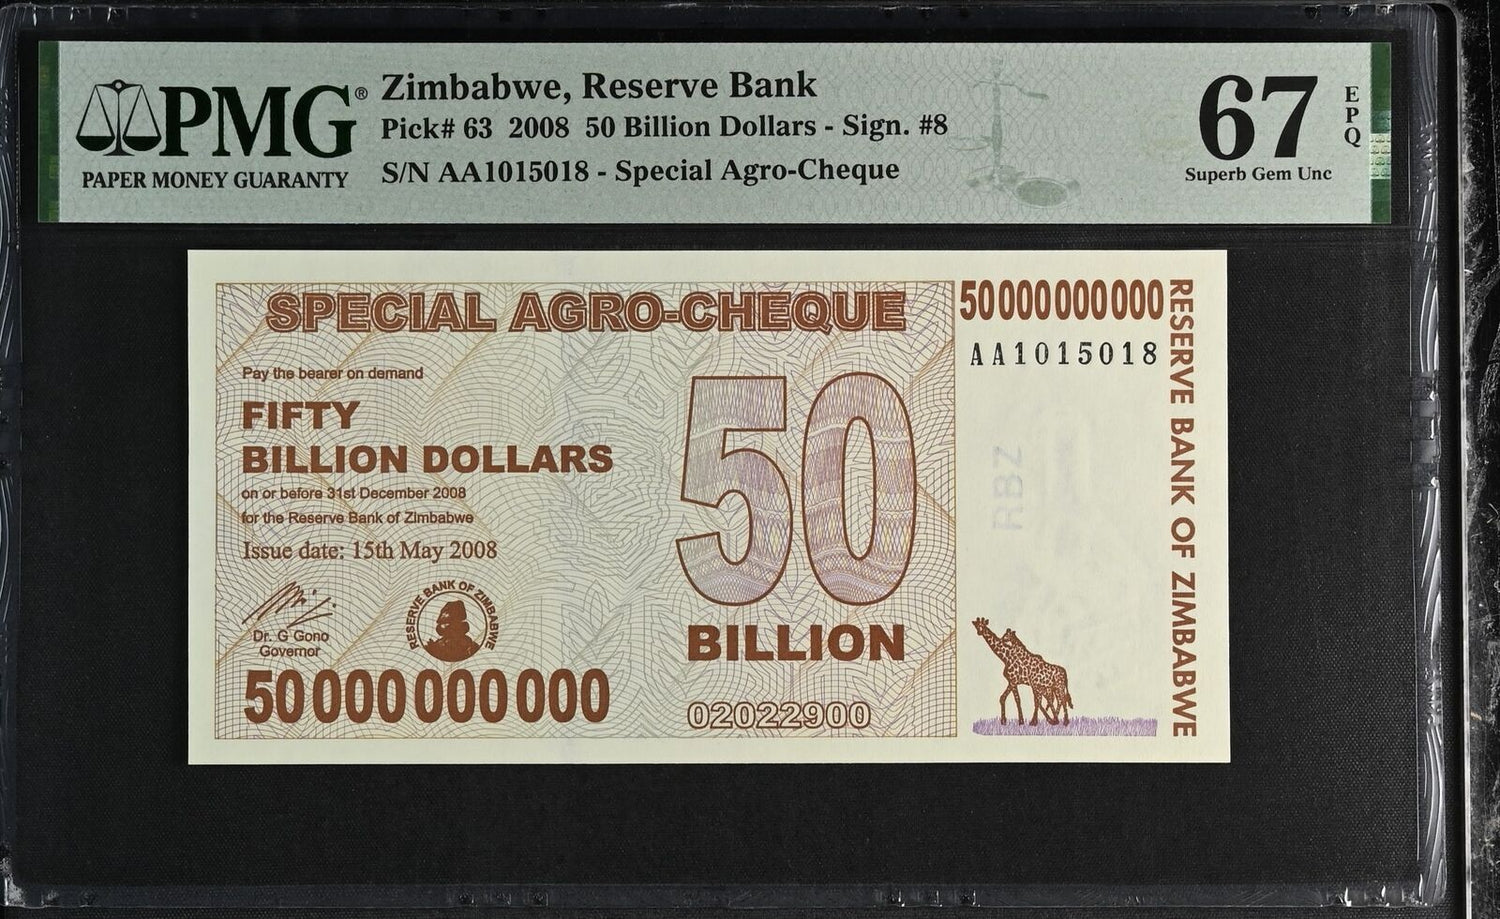 PMG®
PAPER MONEY GUARANTY
Zimbabwe, Reserve Bank
Pick# 63 2008 50 Billion Dollars - Sign. #8
S/N AA1015018 - Special Agro-Cheque
67
EPQ
Superb Gem Unc
SPECIAL AGRO-CHEQUE
50 000 000 000
AA1015018
Pay the bearer on demand
FIFTY
BILLION DOLLARS
on or before 31st December 2008
for the Reserve Bank of Zimbabwe
Issue date: 15th May 2008
Dr. G Gono
Governor
RESERVE BANK OF ZIMBABWE
50 000 000 000
50
BILLION
02022900
RBZ
RESERVE BANK OF ZIMBABWE